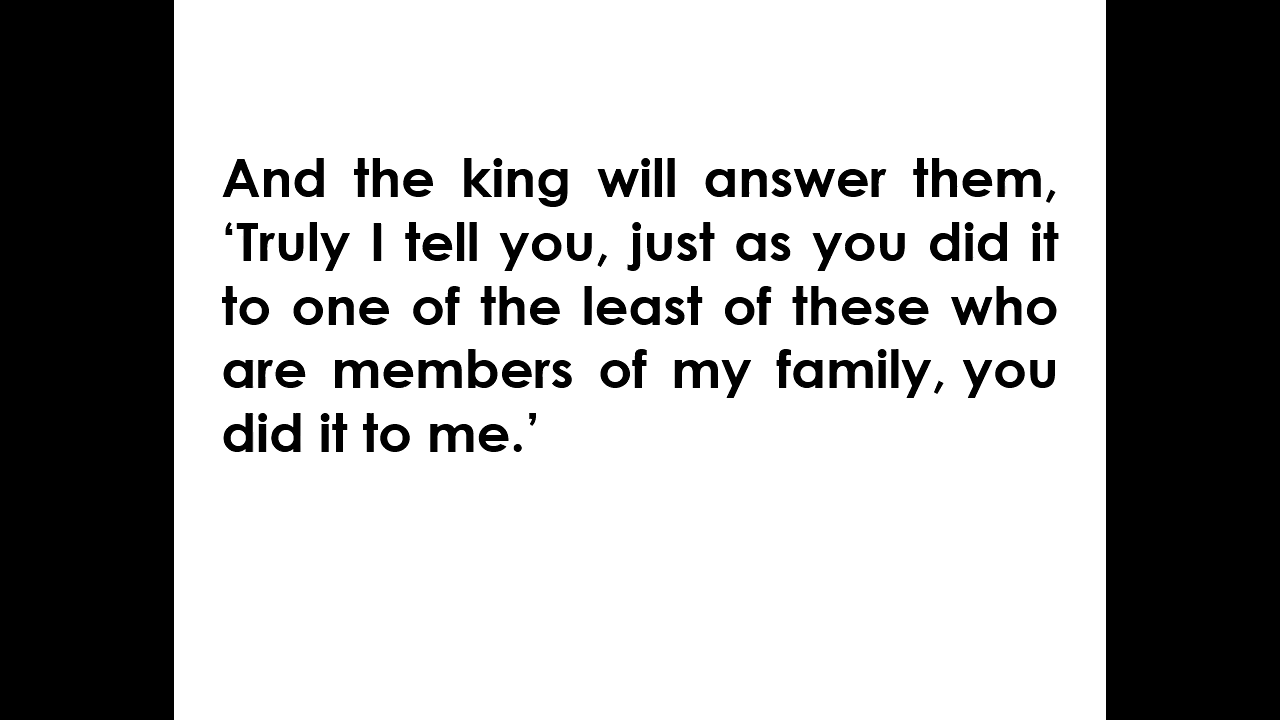 And the king will answer them,
‘Truly I tell you, just as you did it
to one of the least of these who
are members of my family, you
did it to me.’